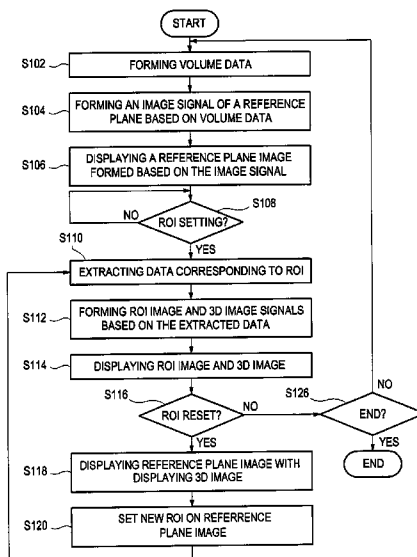 START
S102
FORMING VOLUME DATA
S104
FORMING AN IMAGE SIGNAL OF A REFERENCE
PLANE BASED ON VOLUME DATA
S106
DISPLAYING A REFERENCE PLANE IMAGE
FORMED BASED ON THE IMAGE SIGNAL
S108
NO
ROI SETTING?
YES
S110
EXTRACTING DATA CORRESPONDING TO ROI
S112
FORMING ROI IMAGE AND 3D IMAGE SIGNALS
BASED ON THE EXTRACTED DATA
S114
DISPLAYING ROI IMAGE AND 3D IMAGE
S116
ROI RESET?
NO
S126
NO
END?
YES
END
YES
S118
DISPLAYING REFERENCE PLANE IMAGE WITH
DISPLAYING 3D IMAGE
S120
SET NEW ROI ON REFERRENCE
PLANE IMAGE